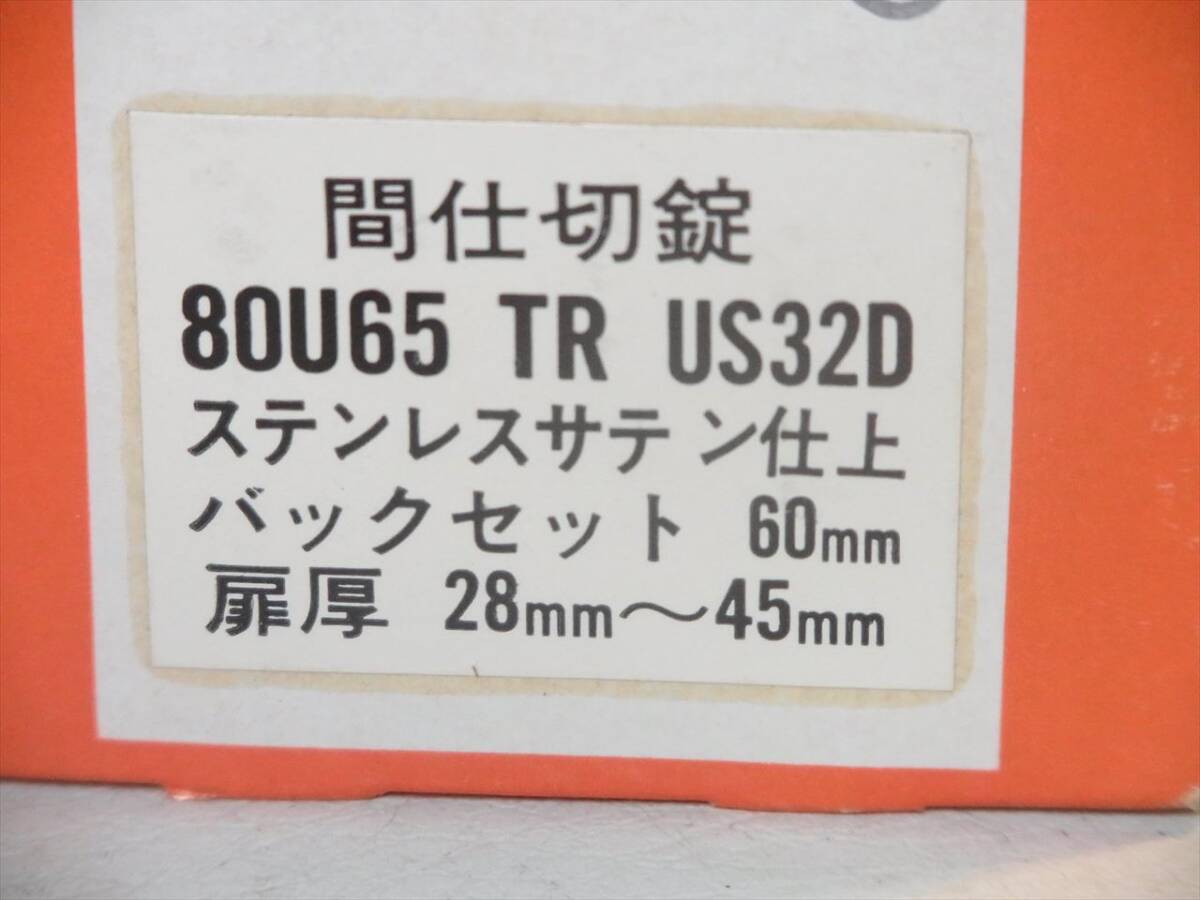 間仕切錠
80U65 TR US32D
ステンレスサテン仕上
バックセット 60mm
扉厚 28mm〜45mm